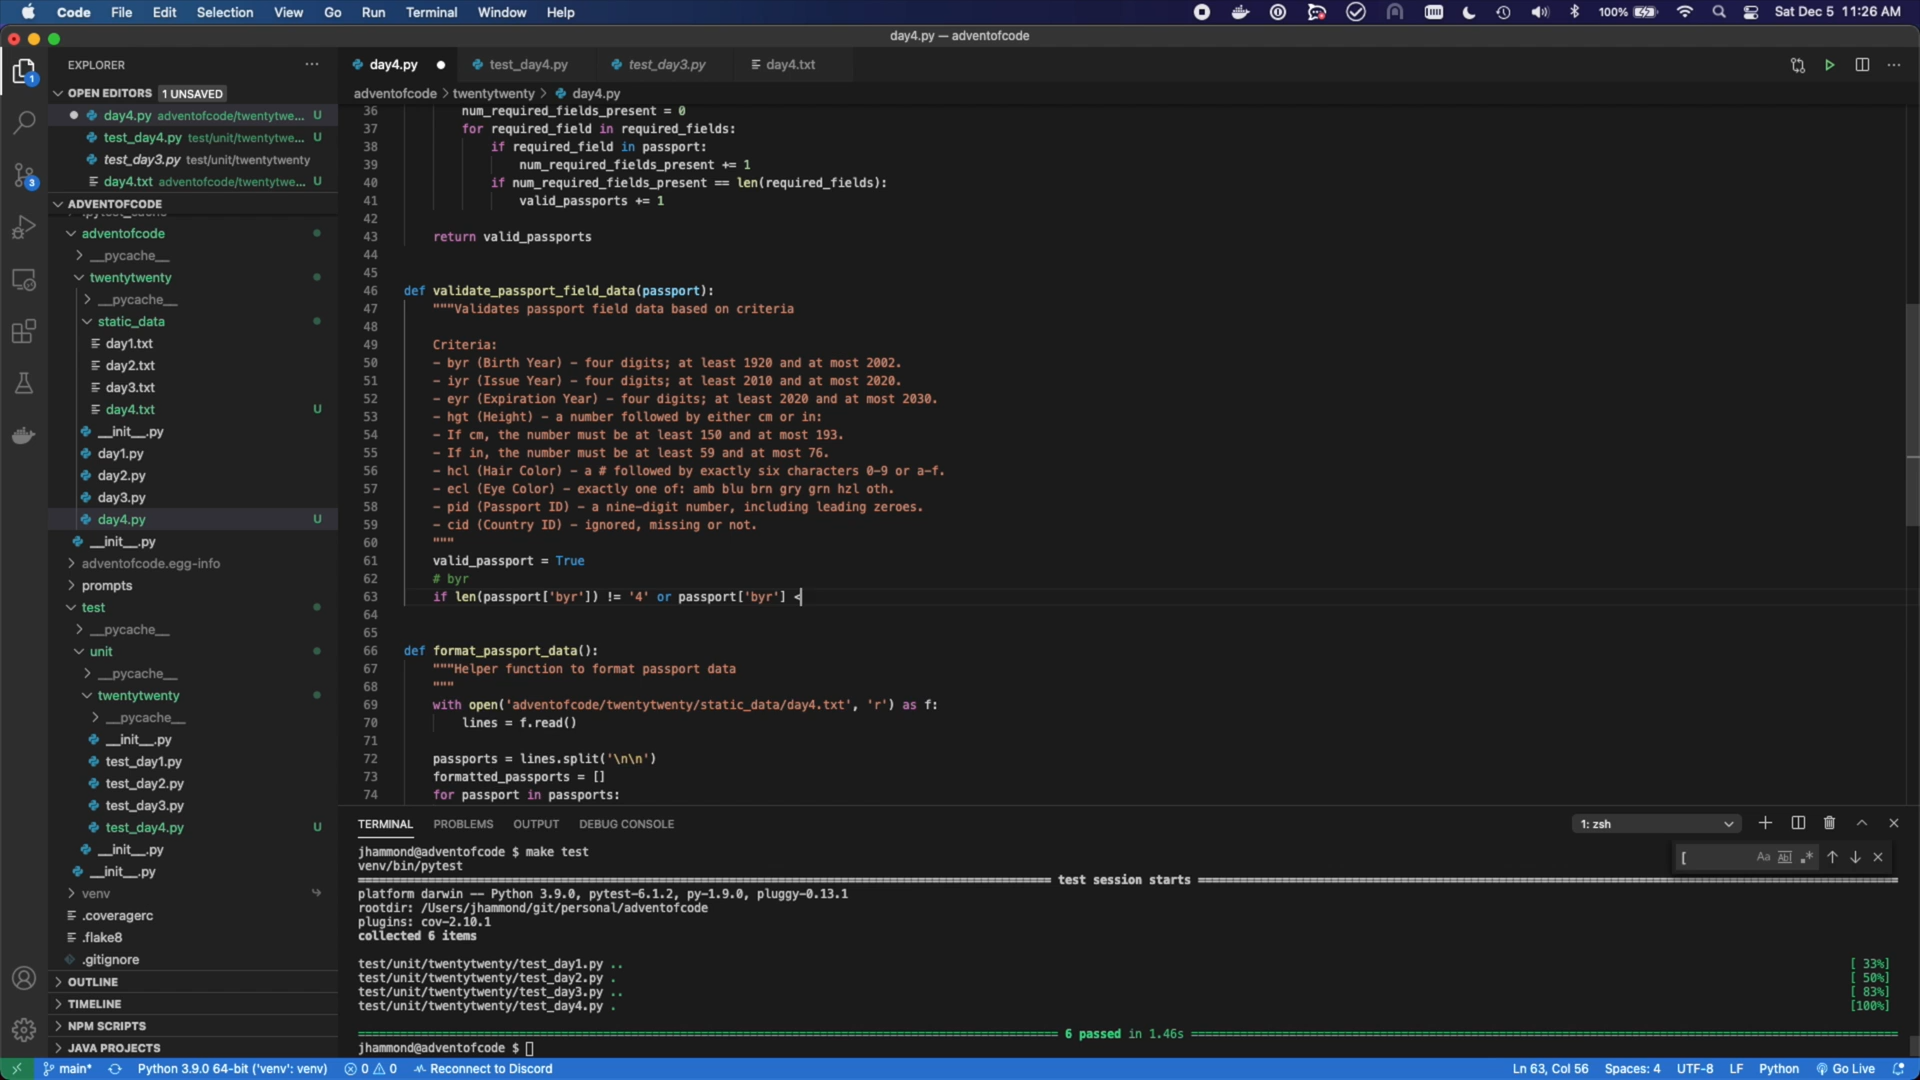 Code File Edit Selection View Go Run Terminal Window Help 100% Sat Dec 5 11:26 AM
day4.py — adventofcode
EXPLORER
day4.py test_day4.py test_day3.py day4.txt
OPEN EDITORS 1 UNSAVED
adventofcode > twentytwenty > day4.py
day4.py adventofcode/twentytwe... U
test_day4.py test/unit/twentytwe... U
test_day3.py test/unit/twentytwenty
day4.txt adventofcode/twentytwe... U
ADVENTOFCODE
.pytest_cache
adventofcode
__pycache__
twentytwenty
__pycache__
static_data
day1.txt
day2.txt
day3.txt
day4.txt U
__init__.py
day1.py
day2.py
day3.py
day4.py U
__init__.py
adventofcode.egg-info
prompts
test
__pycache__
unit
__pycache__
twentytwenty
__pycache__
__init__.py
test_day1.py
test_day2.py
test_day3.py
test_day4.py U
__init__.py
__init__.py
venv
.coveragerc
.flake8
.gitignore
OUTLINE
TIMELINE
NPM SCRIPTS
JAVA PROJECTS
1
3
36 num_required_fields_present = 0
37 for required_field in required_fields:
38 if required_field in passport:
39 num_required_fields_present += 1
40 if num_required_fields_present == len(required_fields):
41 valid_passports += 1
42
43 return valid_passports
44
45
46 def validate_passport_field_data(passport):
47 """Validates passport field data based on criteria
48
49 Criteria:
50 - byr (Birth Year) - four digits; at least 1920 and at most 2002.
51 - iyr (Issue Year) - four digits; at least 2010 and at most 2020.
52 - eyr (Expiration Year) - four digits; at least 2020 and at most 2030.
53 - hgt (Height) - a number followed by either cm or in:
54 - If cm, the number must be at least 150 and at most 193.
55 - If in, the number must be at least 59 and at most 76.
56 - hcl (Hair Color) - a # followed by exactly six characters 0-9 or a-f.
57 - ecl (Eye Color) - exactly one of: amb blu brn gry grn hzl oth.
58 - pid (Passport ID) - a nine-digit number, including leading zeroes.
59 - cid (Country ID) - ignored, missing or not.
60 """
61 valid_passport = True
62 # byr
63 if len(passport['byr']) != '4' or passport['byr'] <
64
65
66 def format_passport_data():
67 """Helper function to format passport data
68 """
69 with open('adventofcode/twentytwenty/static_data/day4.txt', 'r') as f:
70 lines = f.read()
71
72 passports = lines.split('\n\n')
73 formatted_passports = []
74 for passport in passports:
TERMINAL PROBLEMS OUTPUT DEBUG CONSOLE 1: zsh
[ Aa Abl .*
jhammond@adventofcode $ make test
venv/bin/pytest
test session starts
platform darwin -- Python 3.9.0, pytest-6.1.2, py-1.9.0, pluggy-0.13.1
rootdir: /Users/jhammond/git/personal/adventofcode
plugins: cov-2.10.1
collected 6 items
test/unit/twentytwenty/test_day1.py .. [ 33%]
test/unit/twentytwenty/test_day2.py . [ 50%]
test/unit/twentytwenty/test_day3.py .. [ 83%]
test/unit/twentytwenty/test_day4.py . [100%]
6 passed in 1.46s
jhammond@adventofcode $
main* Python 3.9.0 64-bit ('venv': venv) 0 0 Reconnect to Discord Ln 63, Col 56 Spaces: 4 UTF-8 LF Python Go Live